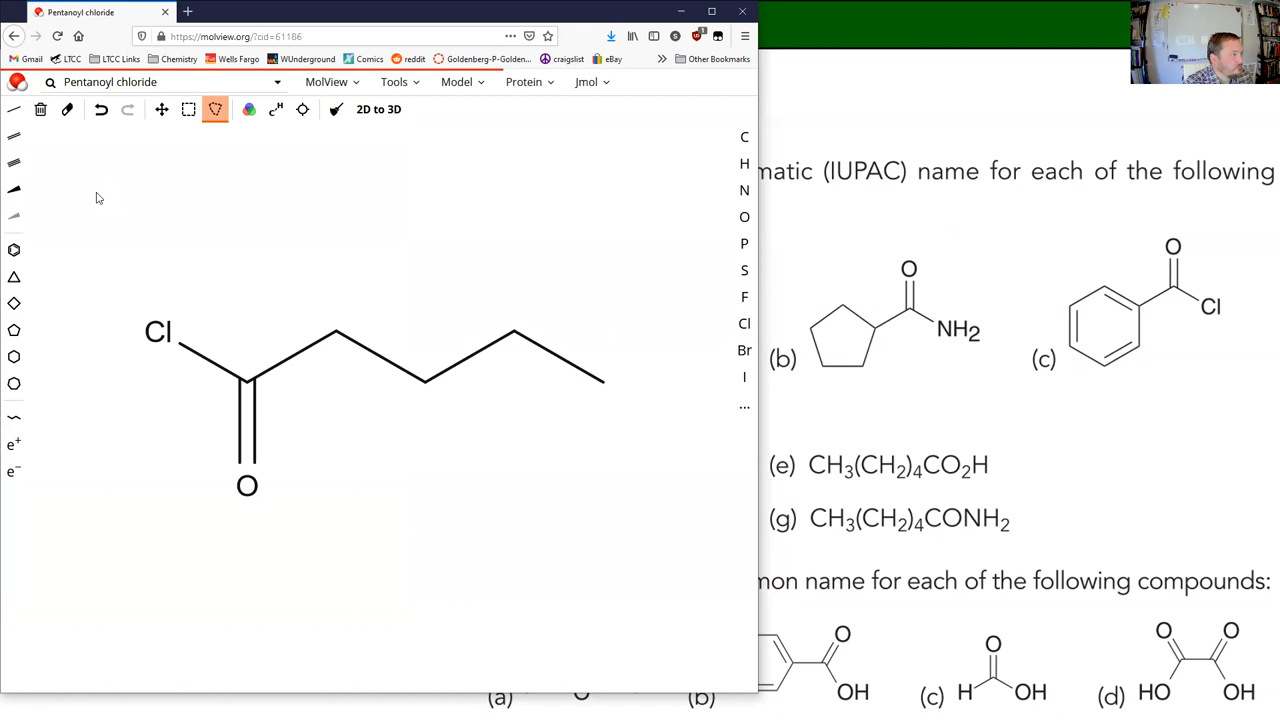 Pentanoyl chloride
https://molview.org/?cid=61186
Gmail LTCC LTCC Links Chemistry Wells Fargo WUnderground Comics reddit Goldenberg-P-Golden... craigslist eBay Other Bookmarks
Pentanoyl chloride MolView Tools Model Protein Jmol
2D to 3D
C
H
N
O
P
S
F
Cl
Br
I
...
e+
e−
Cl
O
matic (IUPAC) name for each of the following
(b) O NH2
(c) O Cl
(e) CH3(CH2)4CO2H
(g) CH3(CH2)4CONH2
mon name for each of the following compounds:
(a) O
(b) O OH
(c) O H OH
(d) O O HO OH